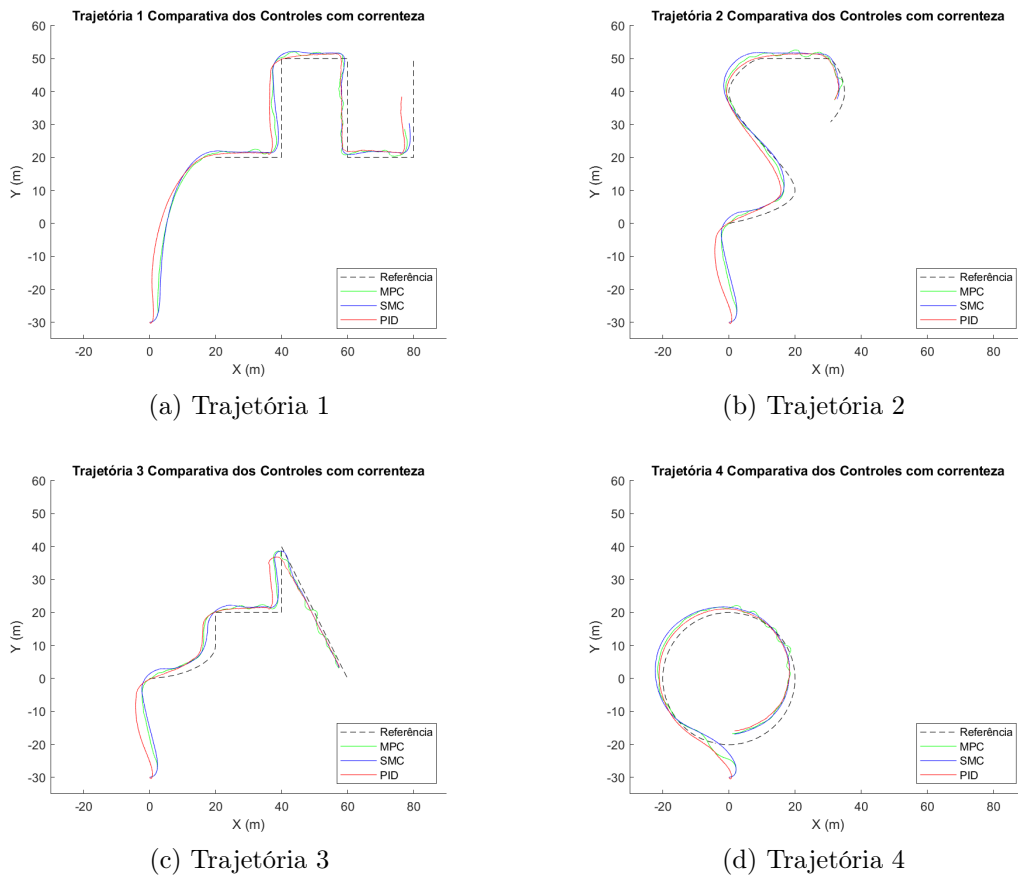 Trajetória 1 Comparativa dos Controles com correnteza
60
50
40
30
20
10
0
-10
-20
-30
Y (m)
-20 0 20 40 60 80
X (m)
Referência
MPC
SMC
PID
(a) Trajetória 1
Trajetória 2 Comparativa dos Controles com correnteza
60
50
40
30
20
10
0
-10
-20
-30
Y (m)
-20 0 20 40 60 80
X (m)
Referência
MPC
SMC
PID
(b) Trajetória 2
Trajetória 3 Comparativa dos Controles com correnteza
60
50
40
30
20
10
0
-10
-20
-30
Y (m)
-20 0 20 40 60 80
X (m)
Referência
MPC
SMC
PID
(c) Trajetória 3
Trajetória 4 Comparativa dos Controles com correnteza
60
50
40
30
20
10
0
-10
-20
-30
Y (m)
-20 0 20 40 60 80
X (m)
Referência
MPC
SMC
PID
(d) Trajetória 4